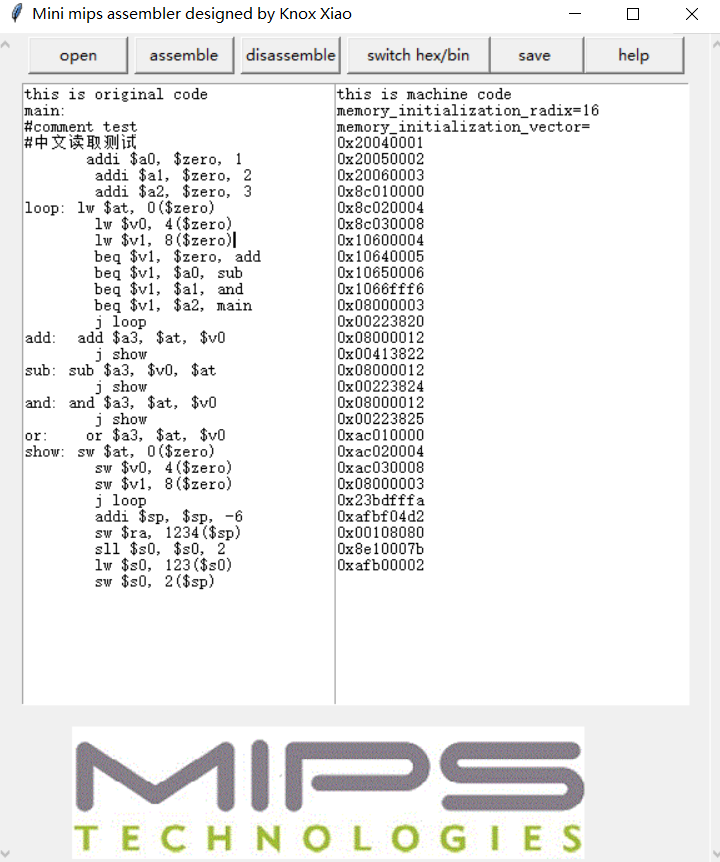 Mini mips assembler designed by Knox Xiao
open assemble disassemble switch hex/bin save help
this is original code
main:
#comment test
#中文读取测试
addi $a0, $zero, 1
addi $a1, $zero, 2
addi $a2, $zero, 3
loop: lw $at, 0($zero)
lw $v0, 4($zero)
lw $v1, 8($zero)
beq $v1, $zero, add
beq $v1, $a0, sub
beq $v1, $a1, and
beq $v1, $a2, main
j loop
add: add $a3, $at, $v0
j show
sub: sub $a3, $v0, $at
j show
and: and $a3, $at, $v0
j show
or: or $a3, $at, $v0
show: sw $at, 0($zero)
sw $v0, 4($zero)
sw $v1, 8($zero)
j loop
addi $sp, $sp, -6
sw $ra, 1234($sp)
sll $s0, $s0, 2
lw $s0, 123($s0)
sw $s0, 2($sp)
this is machine code
memory_initialization_radix=16
memory_initialization_vector=
0x20040001
0x20050002
0x20060003
0x8c010000
0x8c020004
0x8c030008
0x10600004
0x10640005
0x10650006
0x1066fff6
0x08000003
0x00223820
0x08000012
0x00413822
0x08000012
0x00223824
0x08000012
0x00223825
0xac010000
0xac020004
0xac030008
0x08000003
0x23bdfffa
0xafbf04d2
0x00108080
0x8e10007b
0xafb00002
MIPS
TECHNOLOGIES